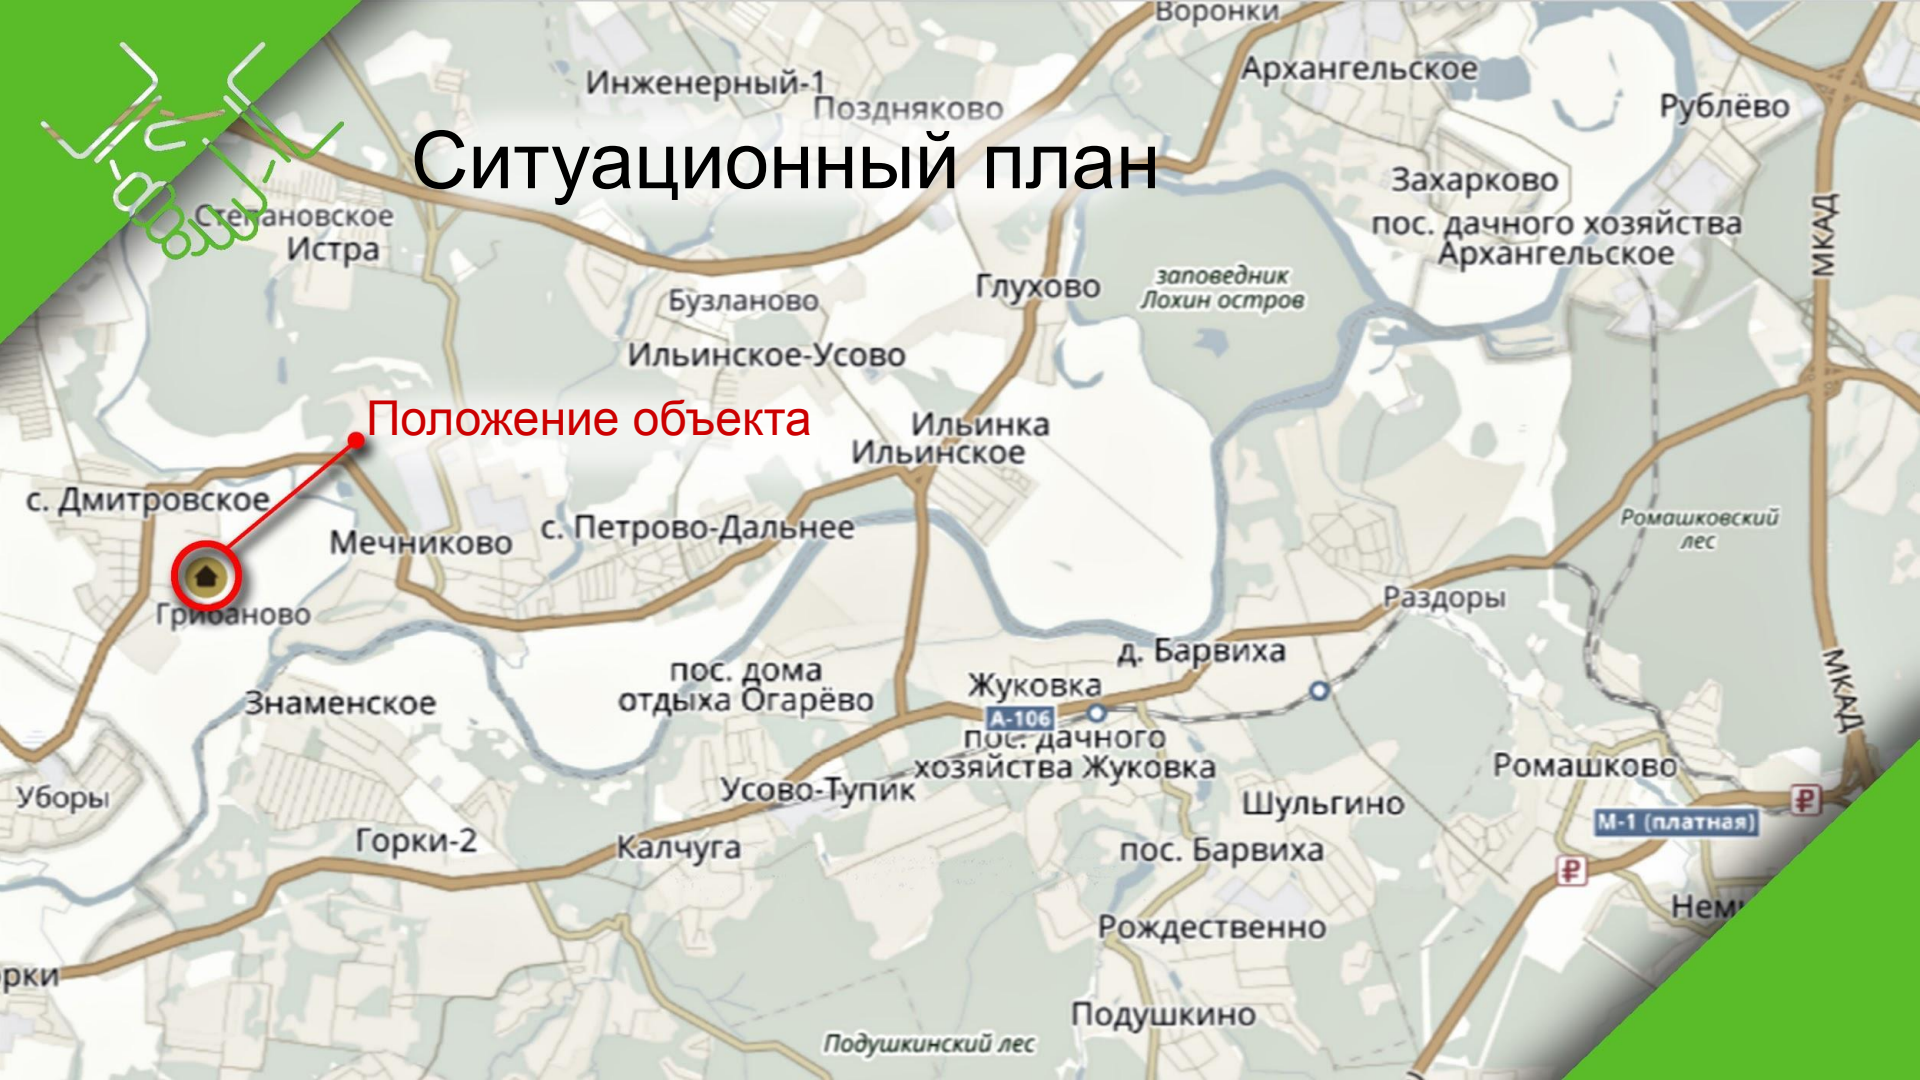 Воронки
Инженерный-1
Архангельское
Поздняково
Рублёво
Ситуационный план
Захарково
Степановское
Истра
пос. дачного хозяйства
Архангельское
МКАД
Глухово
заповедник
Лохин остров
Бузланово
Ильинское-Усово
Положение объекта
Ильинка
Ильинское
с. Дмитровское
Мечниково
с. Петрово-Дальнее
Ромашковский
лес
Грибаново
Раздоры
д. Барвиха
пос. дома
отдыха Огарёво
Знаменское
Жуковка
А-106
МКАД
пос. дачного
хозяйства Жуковка
Ромашково
Усово-Тупик
Уборы
Шульгино
М-1 (платная)
Горки-2
Калчуга
пос. Барвиха
Нем
Рождественно
рки
Подушкино
Подушкинский лес